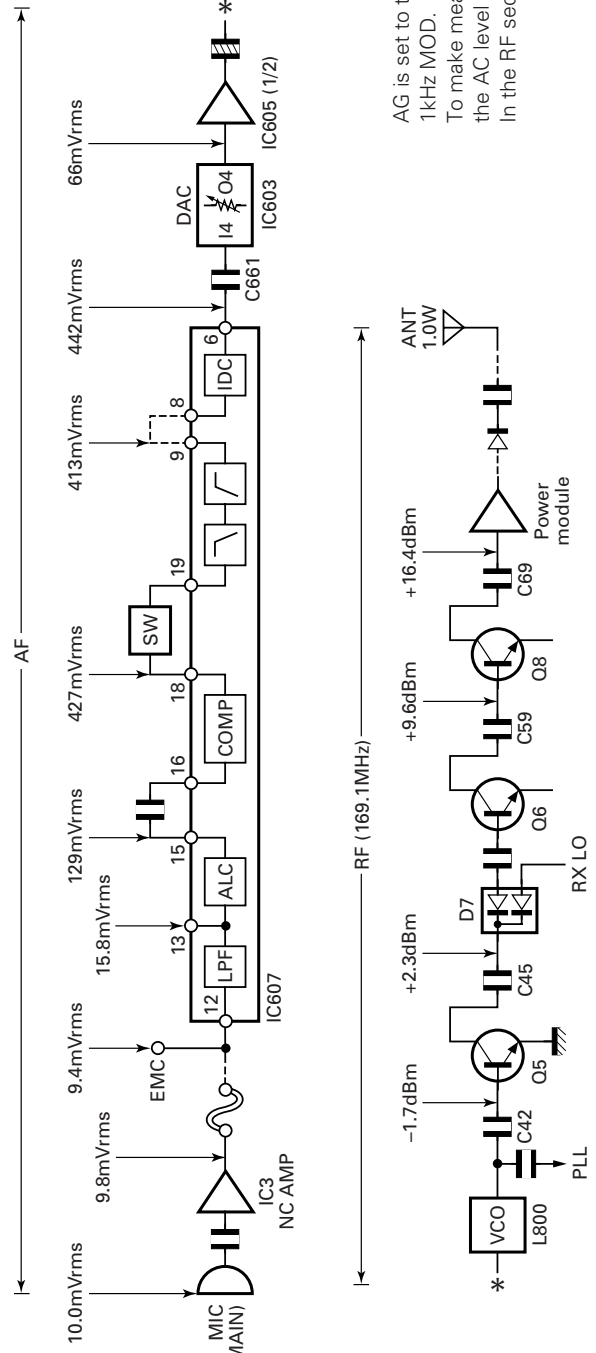 AF
10.0mVrms
9.8mVrms
9.4mVrms
15.8mVrms
129mVrms
427mVrms
413mVrms
442mVrms
66mVrms
EMC
SW
12
13
15
16
18
19
9
8
6
MIC
MAIN)
IC3
NC AMP
LPF
ALC
COMP
IDC
IC607
C661
DAC
I4
O4
IC603
IC605 (1/2)
*
RF (169.1MHz)
–1.7dBm
+2.3dBm
+9.6dBm
+16.4dBm
ANT
1.0W
*
VCO
L800
PLL
C42
Q5
C45
D7
RX LO
Q6
C59
Q8
C69
Power
module
AG is set to t
1kHz MOD.
To make mea
the AC level
In the RF sec